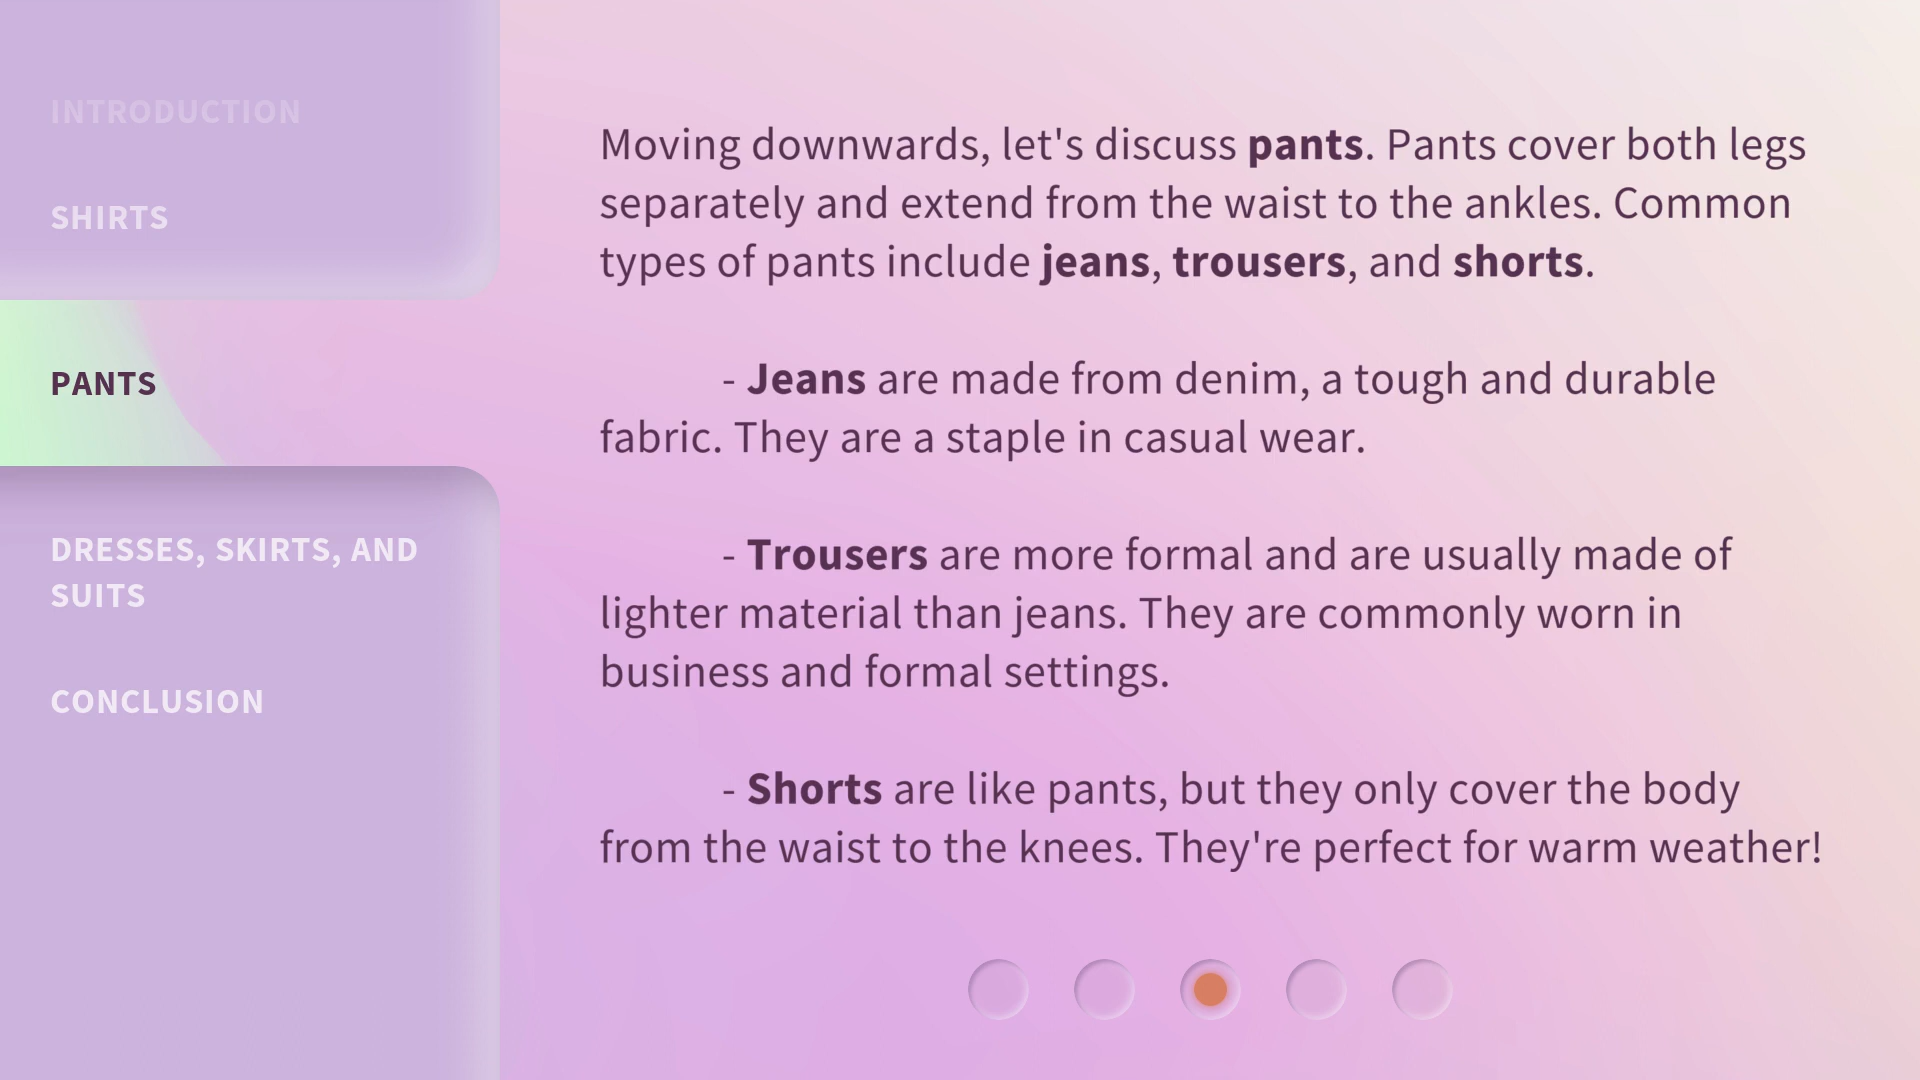 INTRODUCTION
SHIRTS
PANTS
DRESSES, SKIRTS, AND
SUITS
CONCLUSION
Moving downwards, let's discuss pants. Pants cover both legs
separately and extend from the waist to the ankles. Common
types of pants include jeans, trousers, and shorts.
- Jeans are made from denim, a tough and durable
fabric. They are a staple in casual wear.
- Trousers are more formal and are usually made of
lighter material than jeans. They are commonly worn in
business and formal settings.
- Shorts are like pants, but they only cover the body
from the waist to the knees. They're perfect for warm weather!